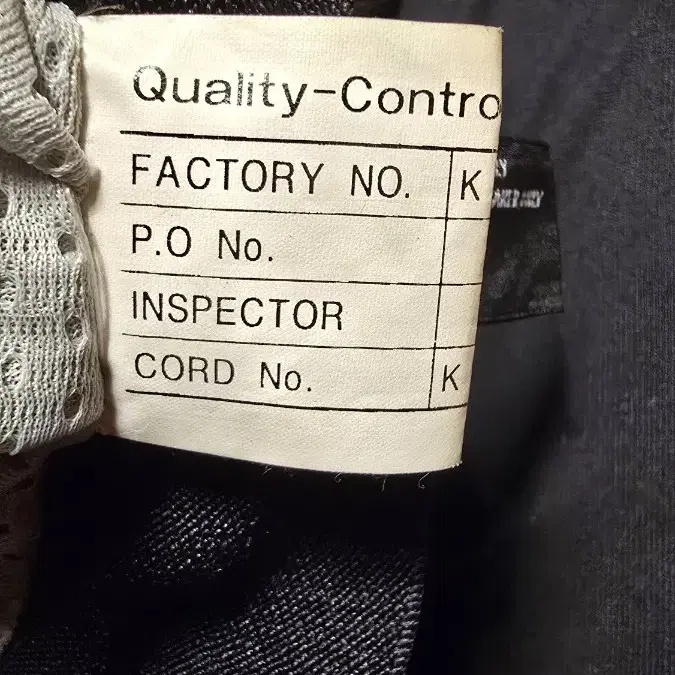 Quality-Contro
FACTORY NO. K
P.O No.
INSPECTOR
CORD No. K